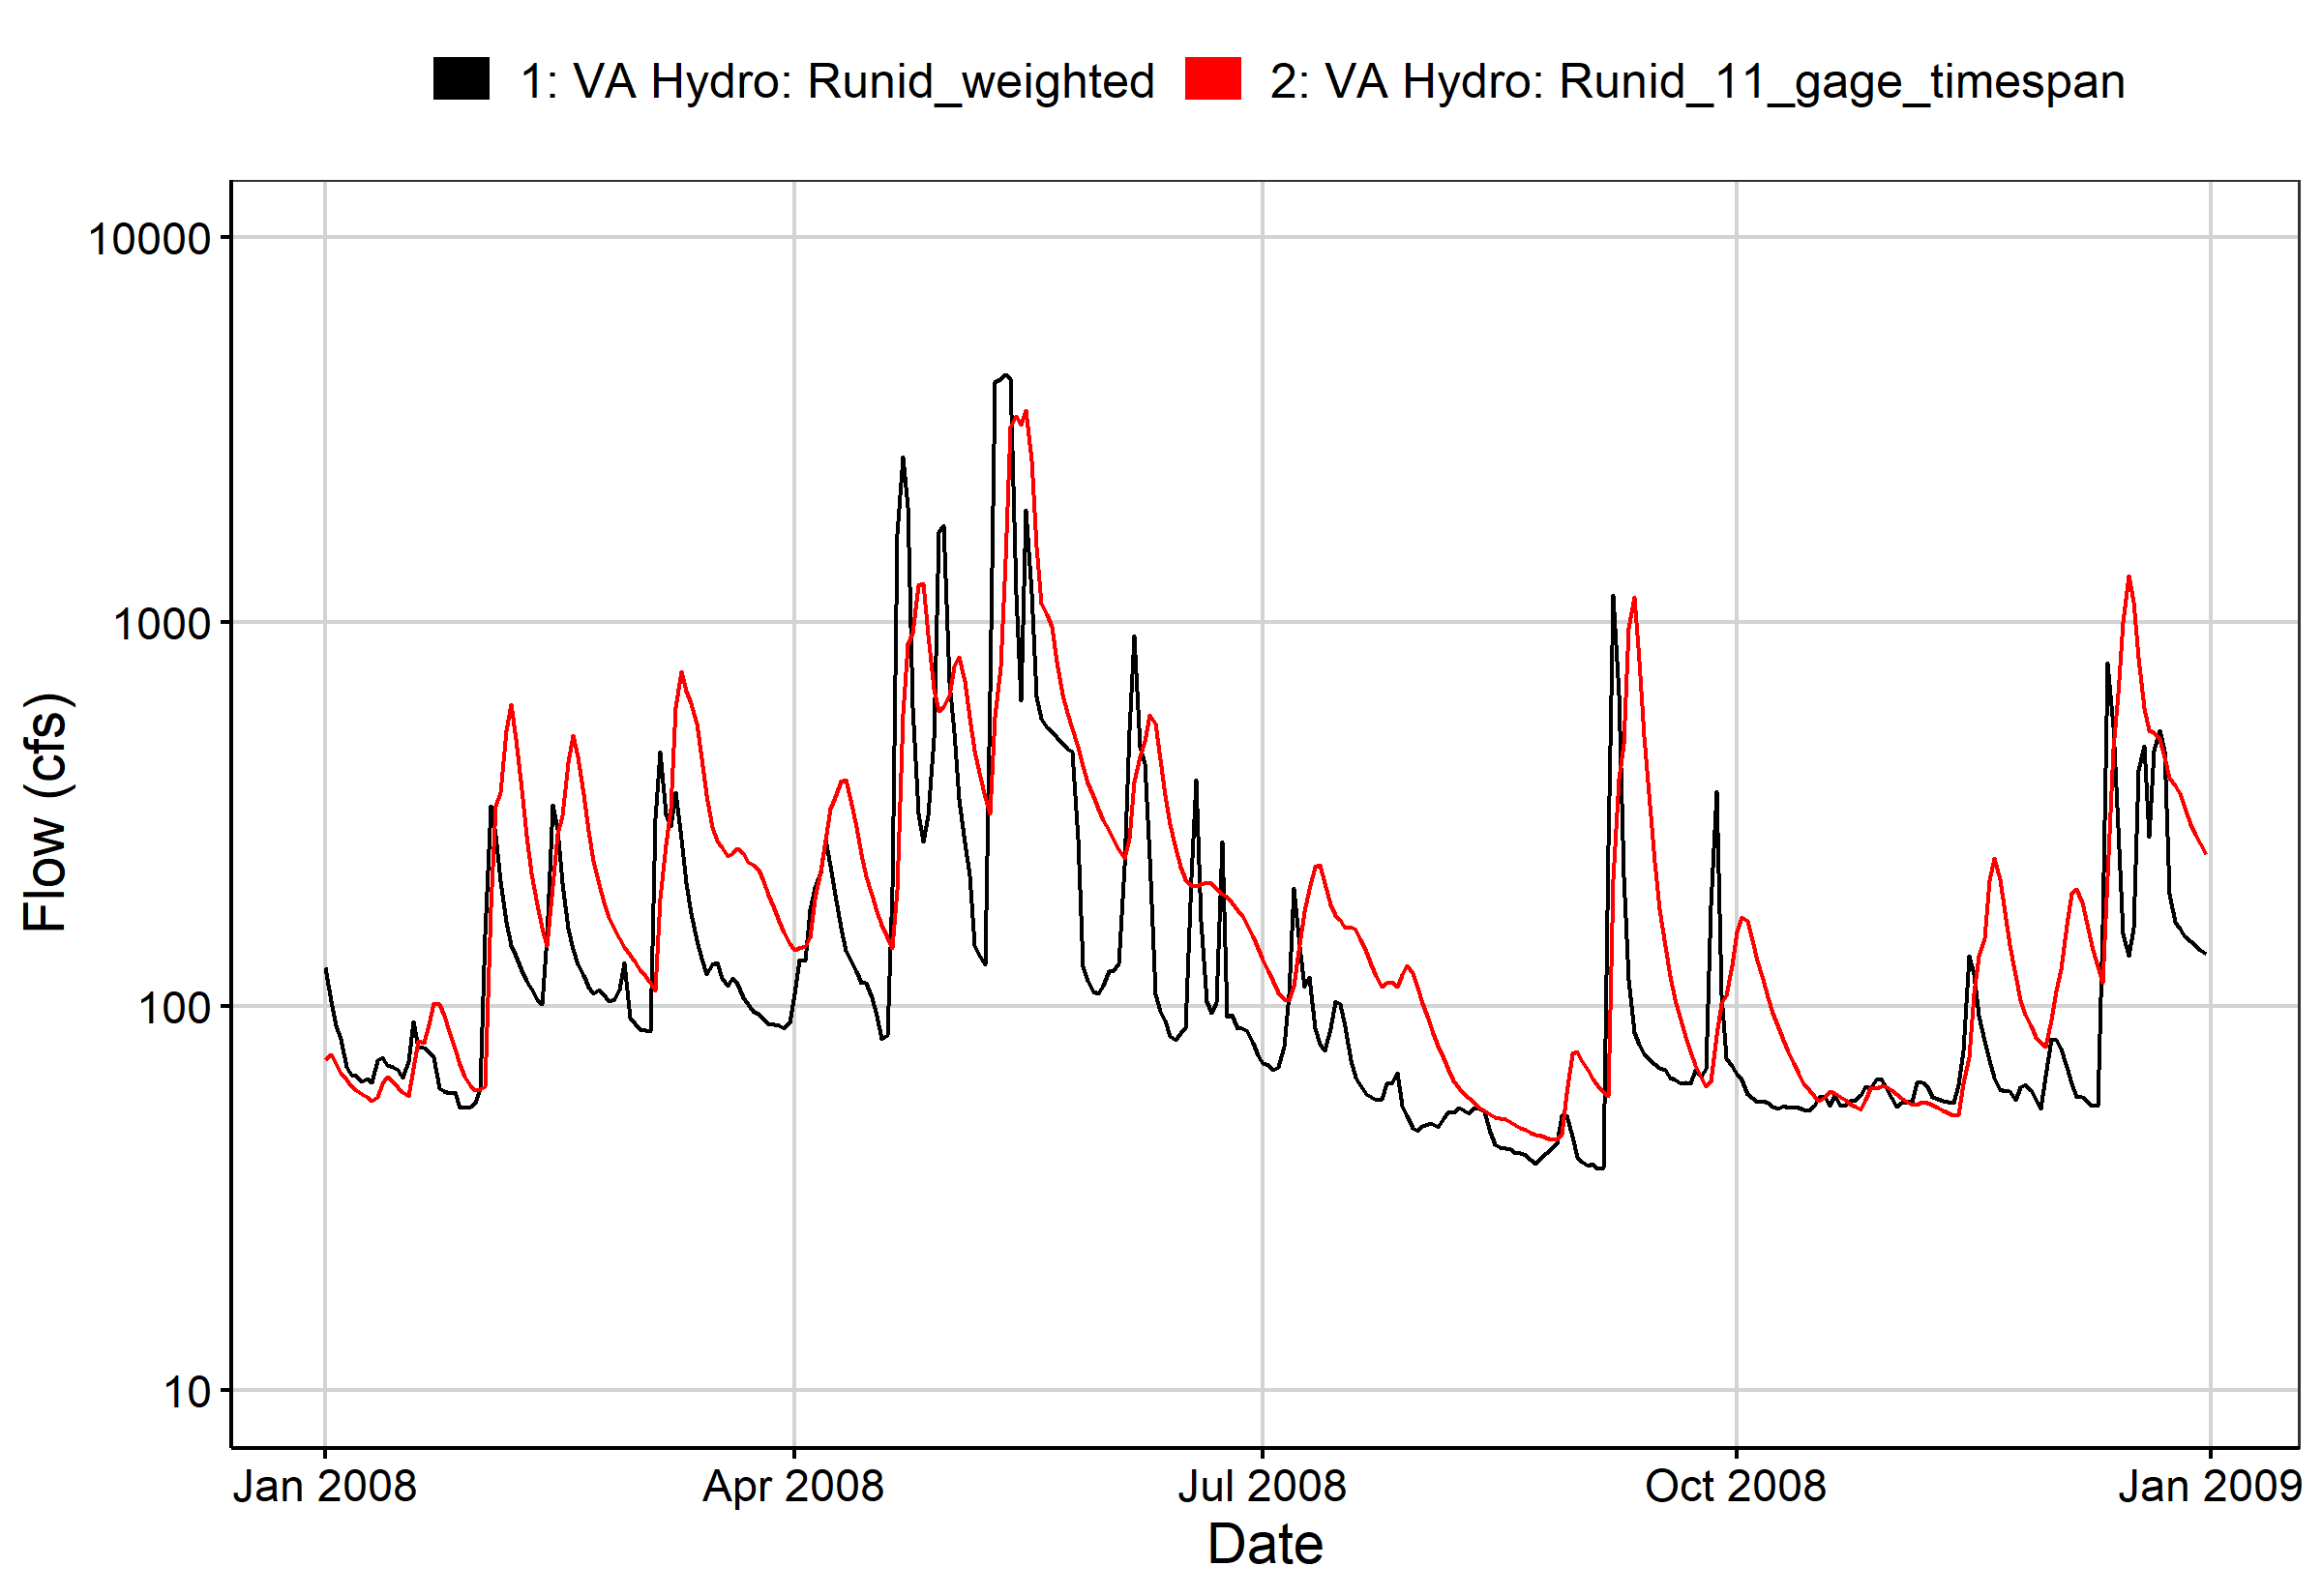 1: VA Hydro: Runid_weighted 2: VA Hydro: Runid_11_gage_timespan
10000
1000
100
10
Flow (cfs)
Jan 2008 Apr 2008 Jul 2008 Oct 2008 Jan 2009
Date